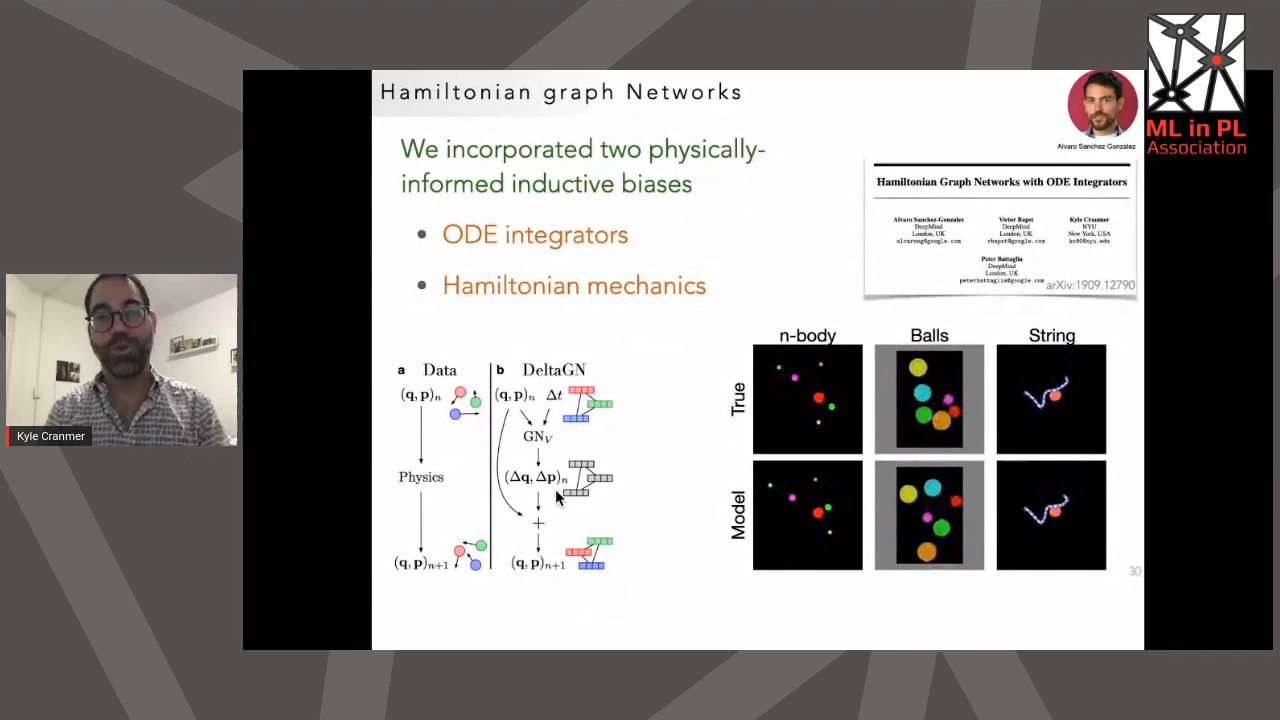 Hamiltonian graph Networks
We incorporated two physically-
informed inductive biases
• ODE integrators
• Hamiltonian mechanics
Alvaro Sanchez Gonzalez
ML in PL
Association
Hamiltonian Graph Networks with ODE Integrators
Alvaro Sanchez-Gonzalez
DeepMind
London, UK
alvarosg@google.com
Victor Bapst
DeepMind
London, UK
vbapst@google.com
Kyle Cranmer
NYU
New York, USA
kc90@nyu.edu
Peter Battaglia
DeepMind
London, UK
peterbattaglia@google.com
arXiv:1909.12790
Kyle Cranmer
a Data
(q, p)n
Physics
(q, p)n+1
b DeltaGN
(q, p)n Δt
GNV
(Δq, Δp)n
+
(q, p)n+1
n-body Balls String
True
Model
30